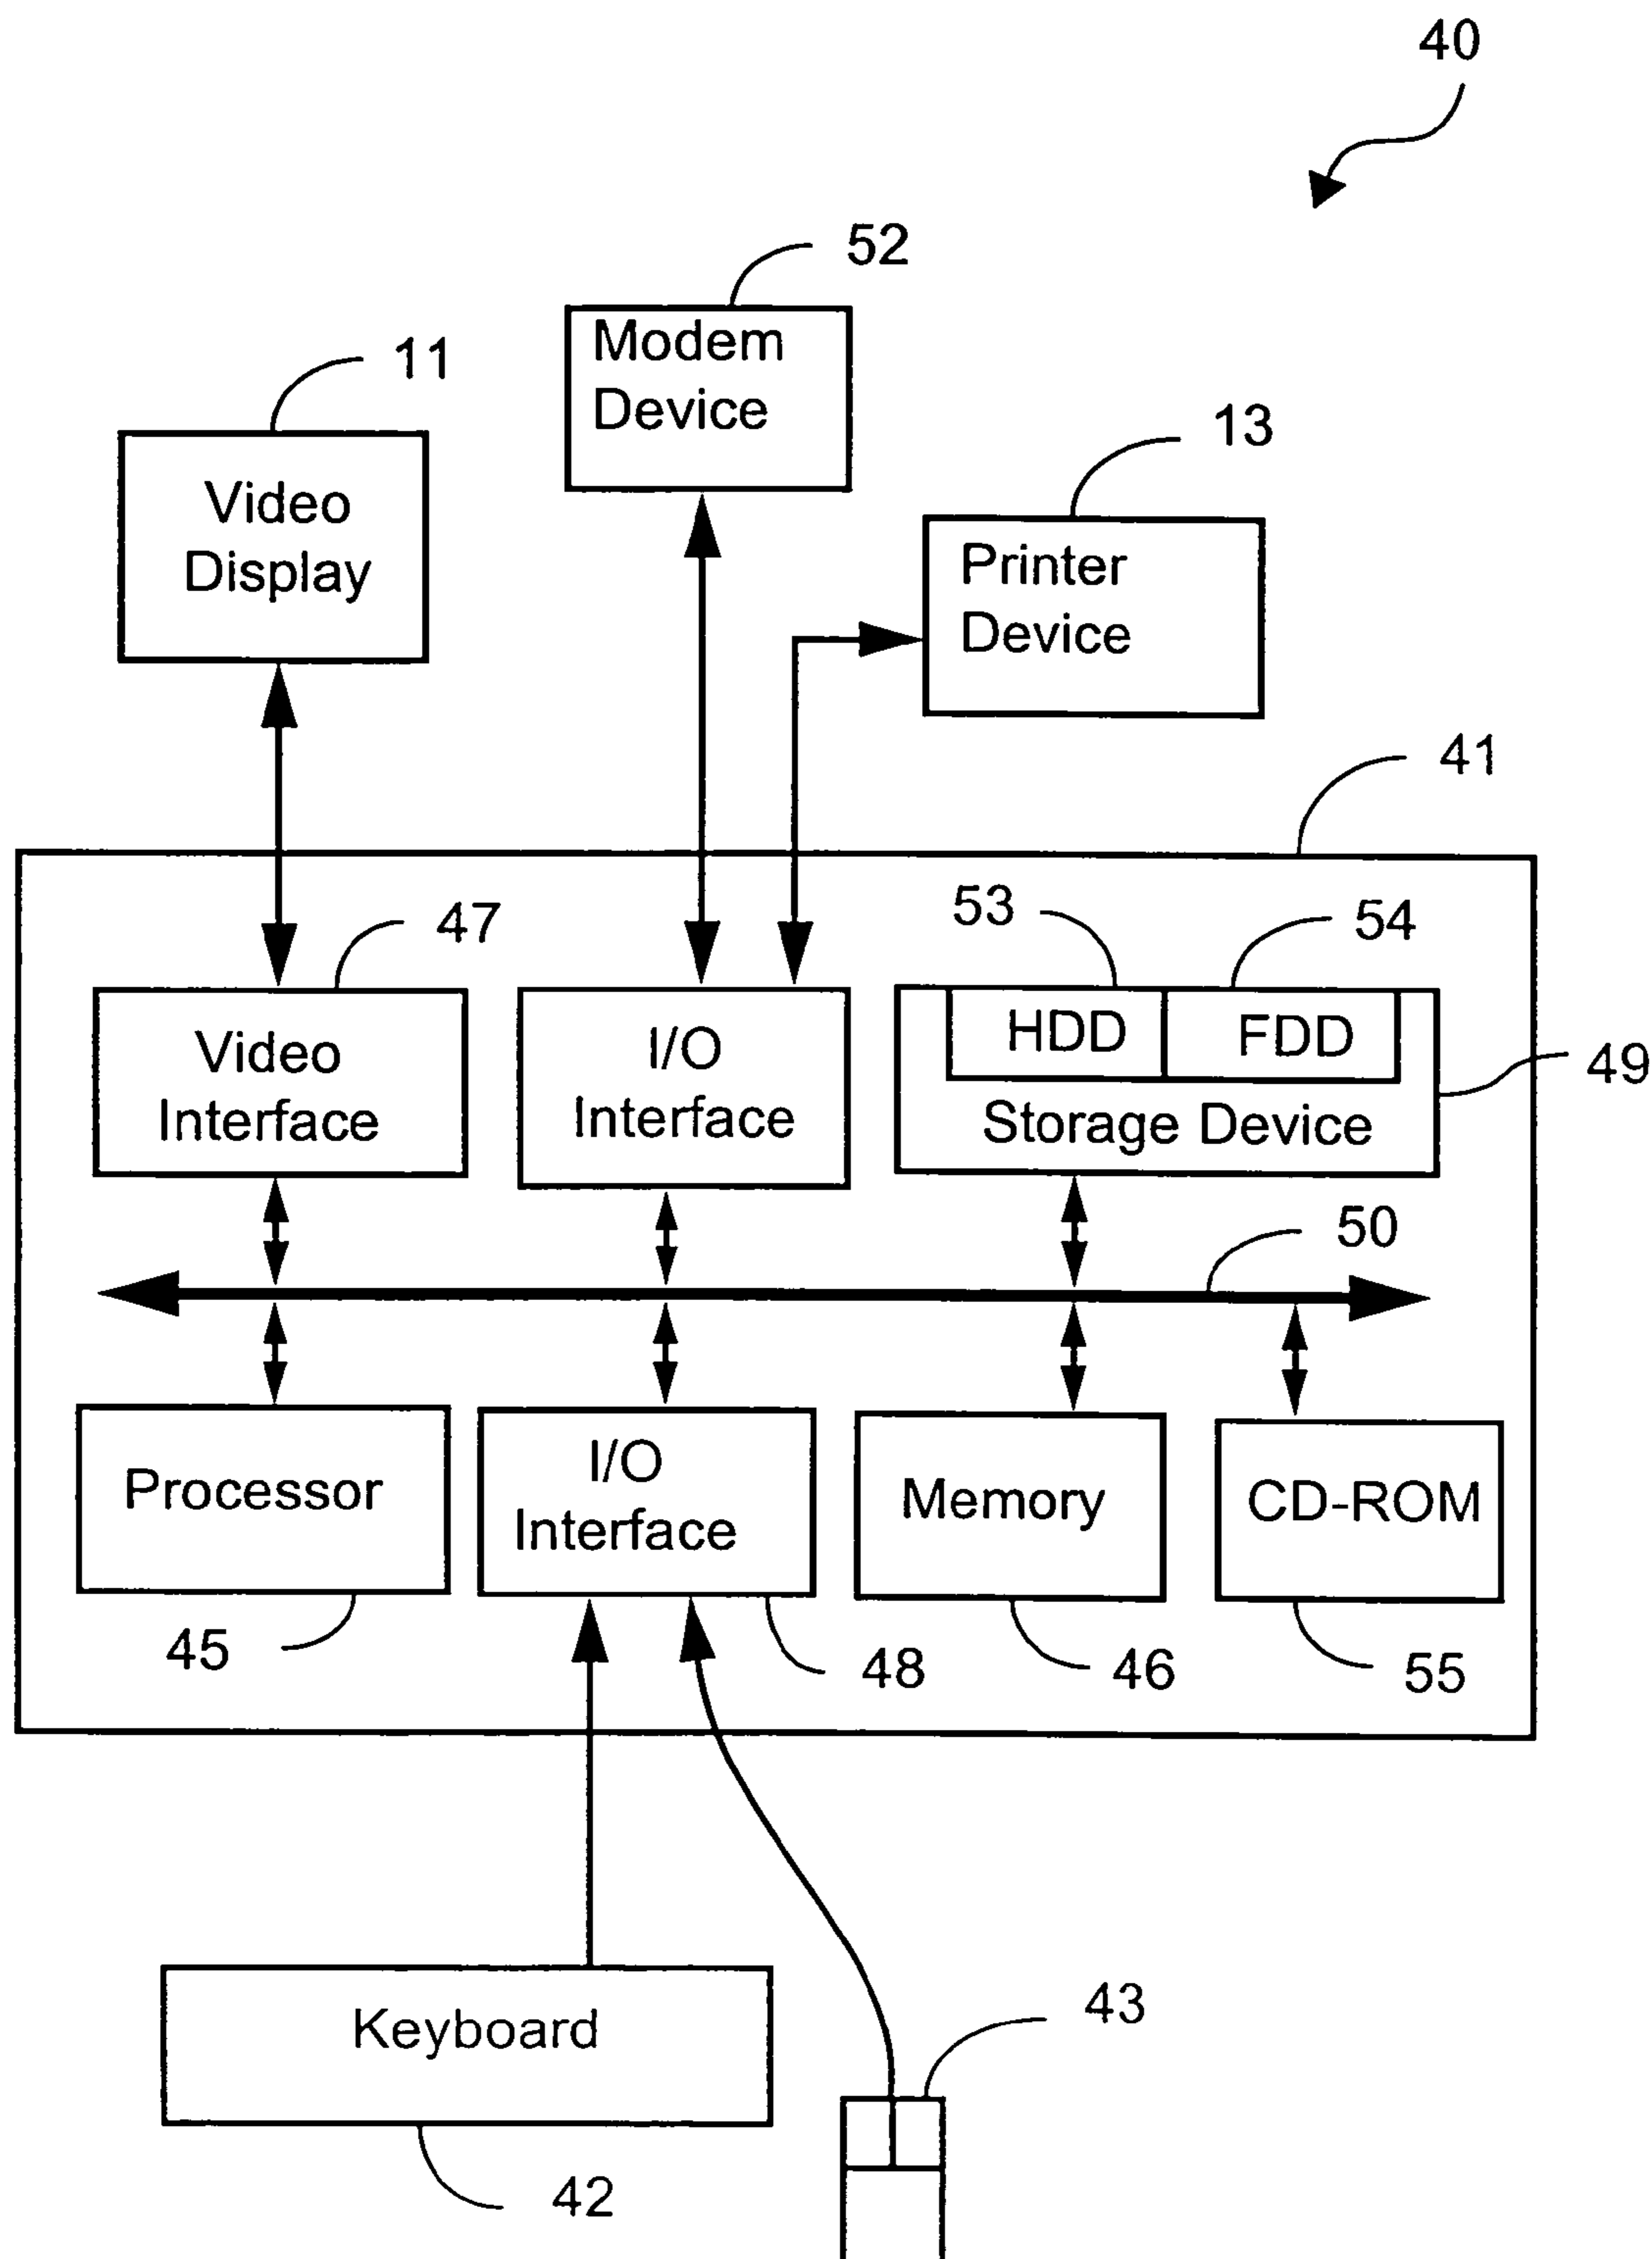 40
52
Modem
Device
11
Video
Display
13
Printer
Device
41
47
53
54
Video
Interface
I/O
Interface
HDD
FDD
Storage Device
49
50
Processor
I/O
Interface
Memory
CD-ROM
45
48
46
55
Keyboard
43
42